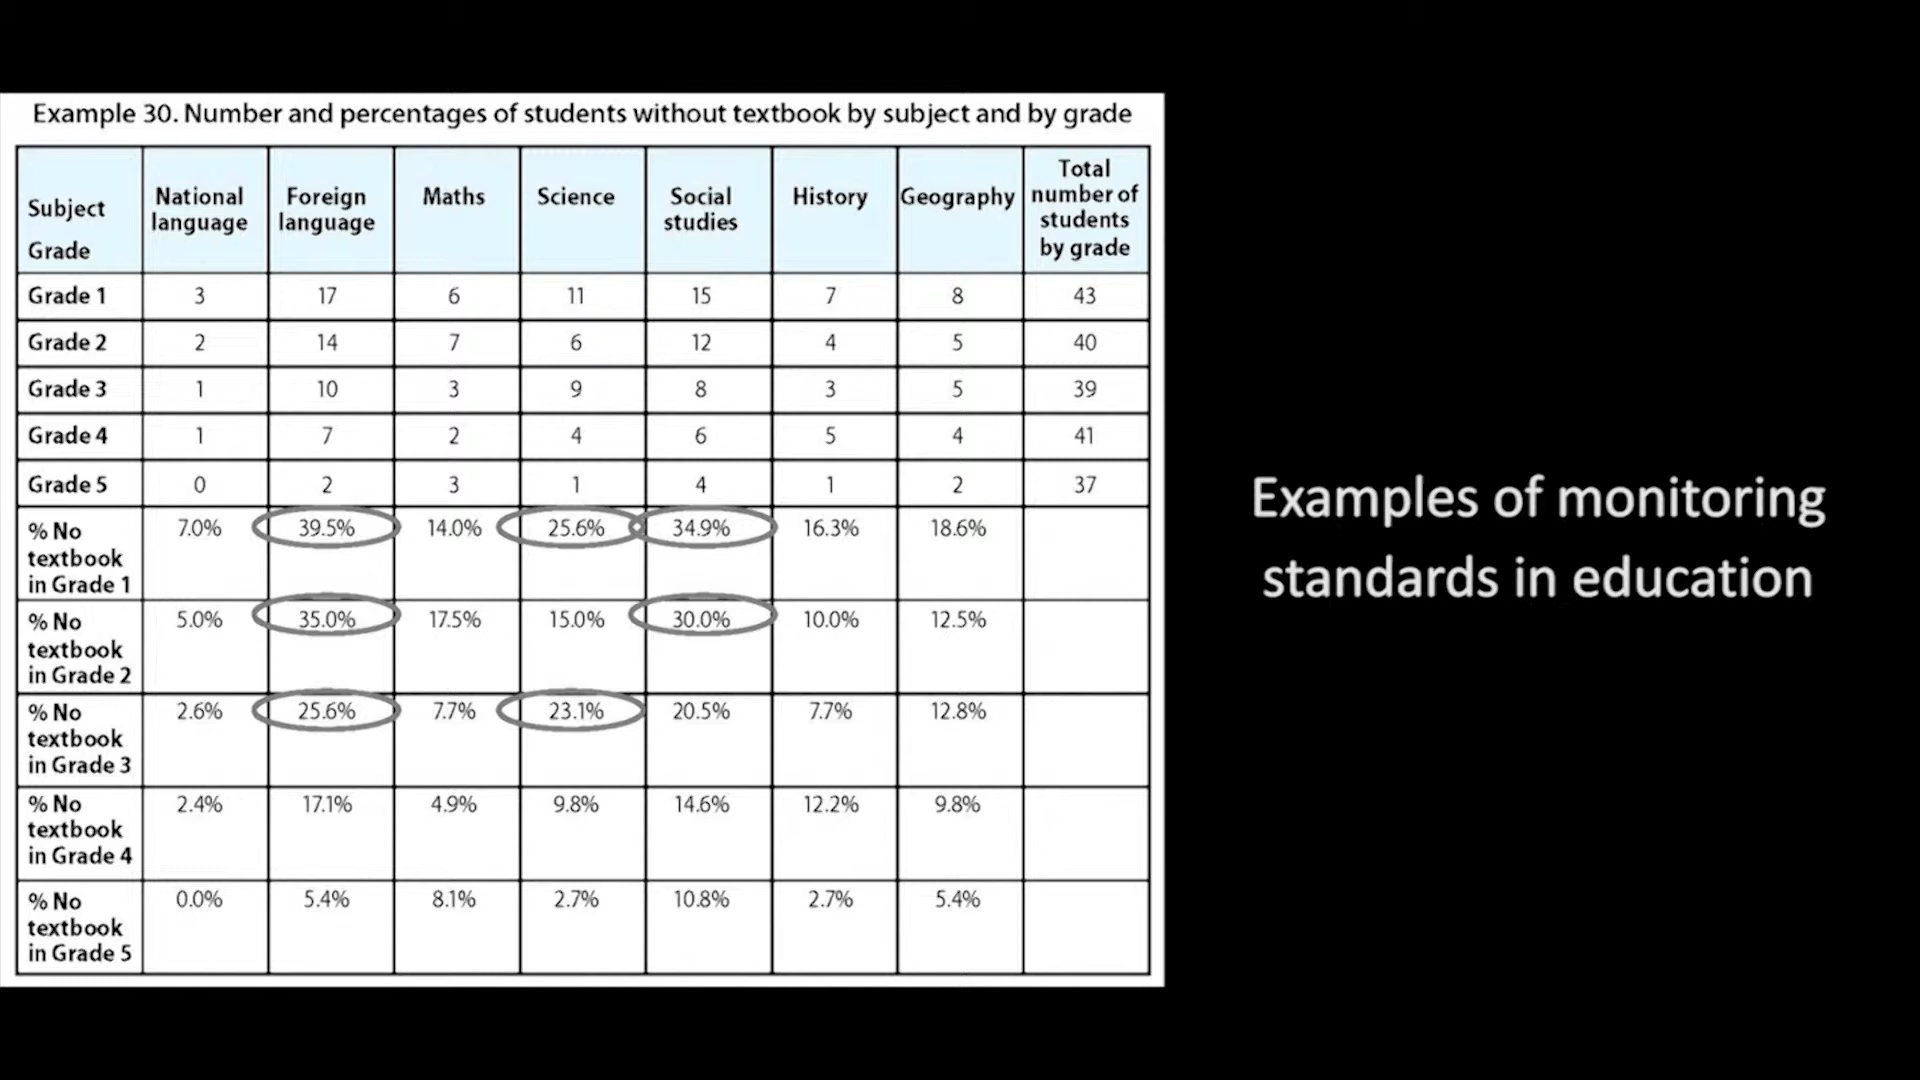 Example 30. Number and percentages of students without textbook by subject and by grade
Subject
Grade
National
language
Foreign
language
Maths
Science
Social
studies
History
Geography
Total
number of
students
by grade
Grade 1 3 17 6 11 15 7 8 43
Grade 2 2 14 7 6 12 4 5 40
Grade 3 1 10 3 9 8 3 5 39
Grade 4 1 7 2 4 6 5 4 41
Grade 5 0 2 3 1 4 1 2 37
% No
textbook
in Grade 1
7.0% 39.5% 14.0% 25.6% 34.9% 16.3% 18.6%
% No
textbook
in Grade 2
5.0% 35.0% 17.5% 15.0% 30.0% 10.0% 12.5%
% No
textbook
in Grade 3
2.6% 25.6% 7.7% 23.1% 20.5% 7.7% 12.8%
% No
textbook
in Grade 4
2.4% 17.1% 4.9% 9.8% 14.6% 12.2% 9.8%
% No
textbook
in Grade 5
0.0% 5.4% 8.1% 2.7% 10.8% 2.7% 5.4%
Examples of monitoring
standards in education